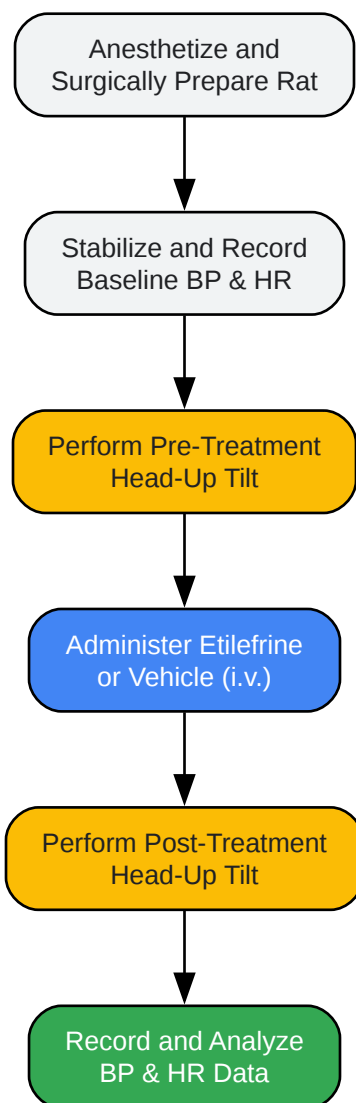 Anesthetize and
Surgically Prepare Rat
Stabilize and Record
Baseline BP & HR
Perform Pre-Treatment
Head-Up Tilt
Administer Etilefrine
or Vehicle (i.v.)
Perform Post-Treatment
Head-Up Tilt
Record and Analyze
BP & HR Data